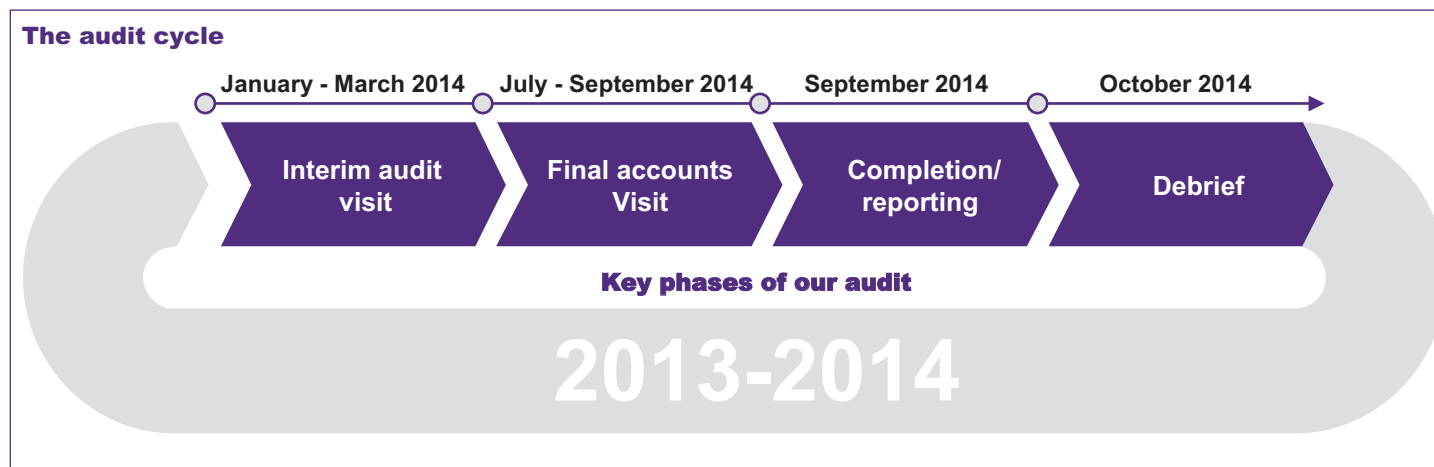 The audit cycle
January - March 2014
July - September 2014
September 2014
October 2014
Interim audit
visit
Final accounts
Visit
Completion/
reporting
Debrief
Key phases of our audit
2013-2014